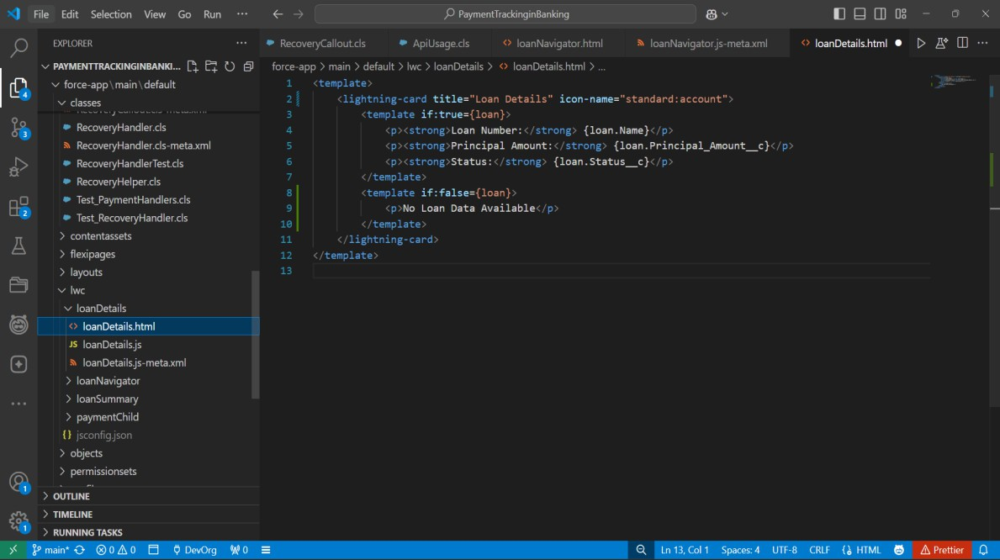 File Edit Selection View Go Run ···
PaymentTrackinginBanking
EXPLORER
PAYMENTTRACKINGINBANKI...
force-app\main\default
classes
RecoveryCallout.cls-meta.xml
RecoveryHandler.cls
RecoveryHandler.cls-meta.xml
RecoveryHandlerTest.cls
RecoveryHelper.cls
Test_PaymentHandlers.cls
Test_RecoveryHandler.cls
contentassets
flexipages
layouts
lwc
loanDetails
loanDetails.html
JS loanDetails.js
loanDetails.js-meta.xml
loanNavigator
loanSummary
paymentChild
{} jsconfig.json
objects
permissionsets
OUTLINE
TIMELINE
RUNNING TASKS
4
3
2
1
1
RecoveryCallout.cls ApiUsage.cls loanNavigator.html loanNavigator.js-meta.xml loanDetails.html
force-app > main > default > lwc > loanDetails > loanDetails.html > ...
1 <template>
2 <lightning-card title="Loan Details" icon-name="standard:account">
3 <template if:true={loan}>
4 <p><strong>Loan Number:</strong> {loan.Name}</p>
5 <p><strong>Principal Amount:</strong> {loan.Principal_Amount__c}</p>
6 <p><strong>Status:</strong> {loan.Status__c}</p>
7 </template>
8 <template if:false={loan}>
9 <p>No Loan Data Available</p>
10 </template>
11 </lightning-card>
12 </template>
13
main* 0 0 DevOrg 0 Ln 13, Col 1 Spaces: 4 UTF-8 CRLF HTML Prettier